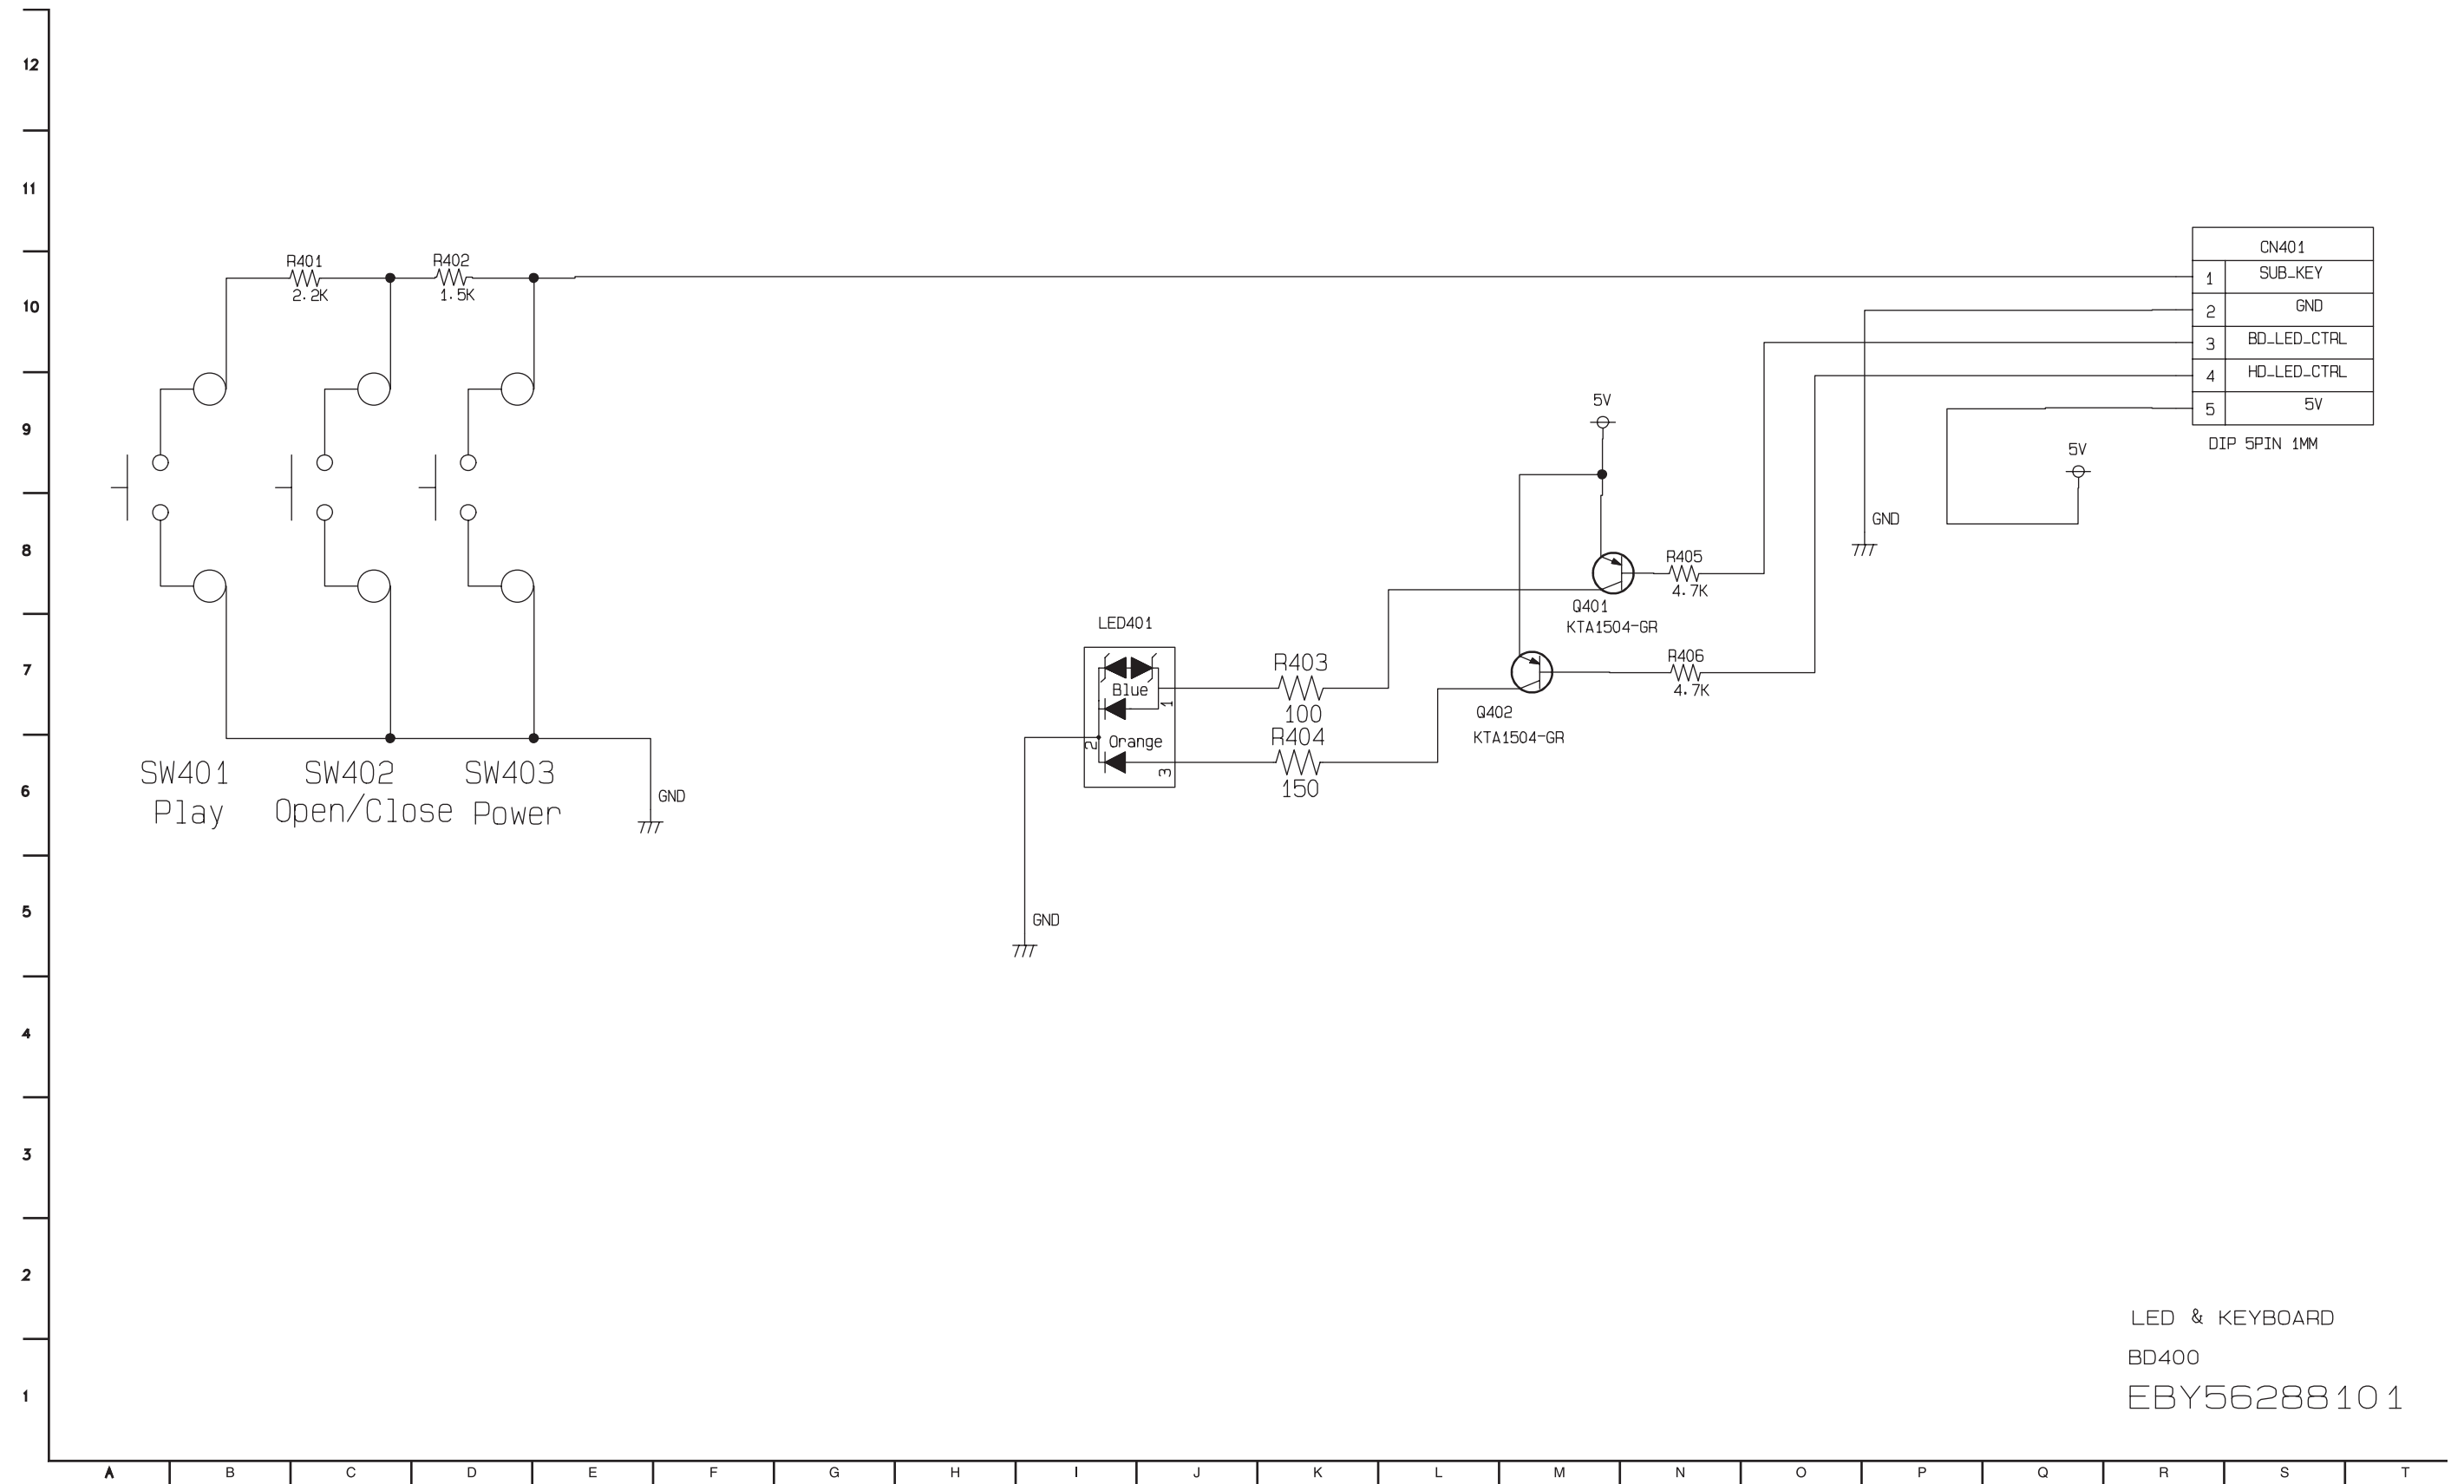 12
11
10
9
8
7
6
5
4
3
2
1
R401
2.2K
R402
1.5K
SW401
Play
SW402
Open/Close
SW403
Power
GND
LED401
Blue
1
2
Orange
3
GND
R403
100
R404
150
5V
Q401
KTA1504-GR
Q402
KTA1504-GR
R405
4.7K
R406
4.7K
GND
5V
CN401
1 SUB_KEY
2 GND
3 BD_LED_CTRL
4 HD_LED_CTRL
5 5V
DIP 5PIN 1MM
LED & KEYBOARD
BD400
EBY56288101
A B C D E F G H I J K L M N O P Q R S T